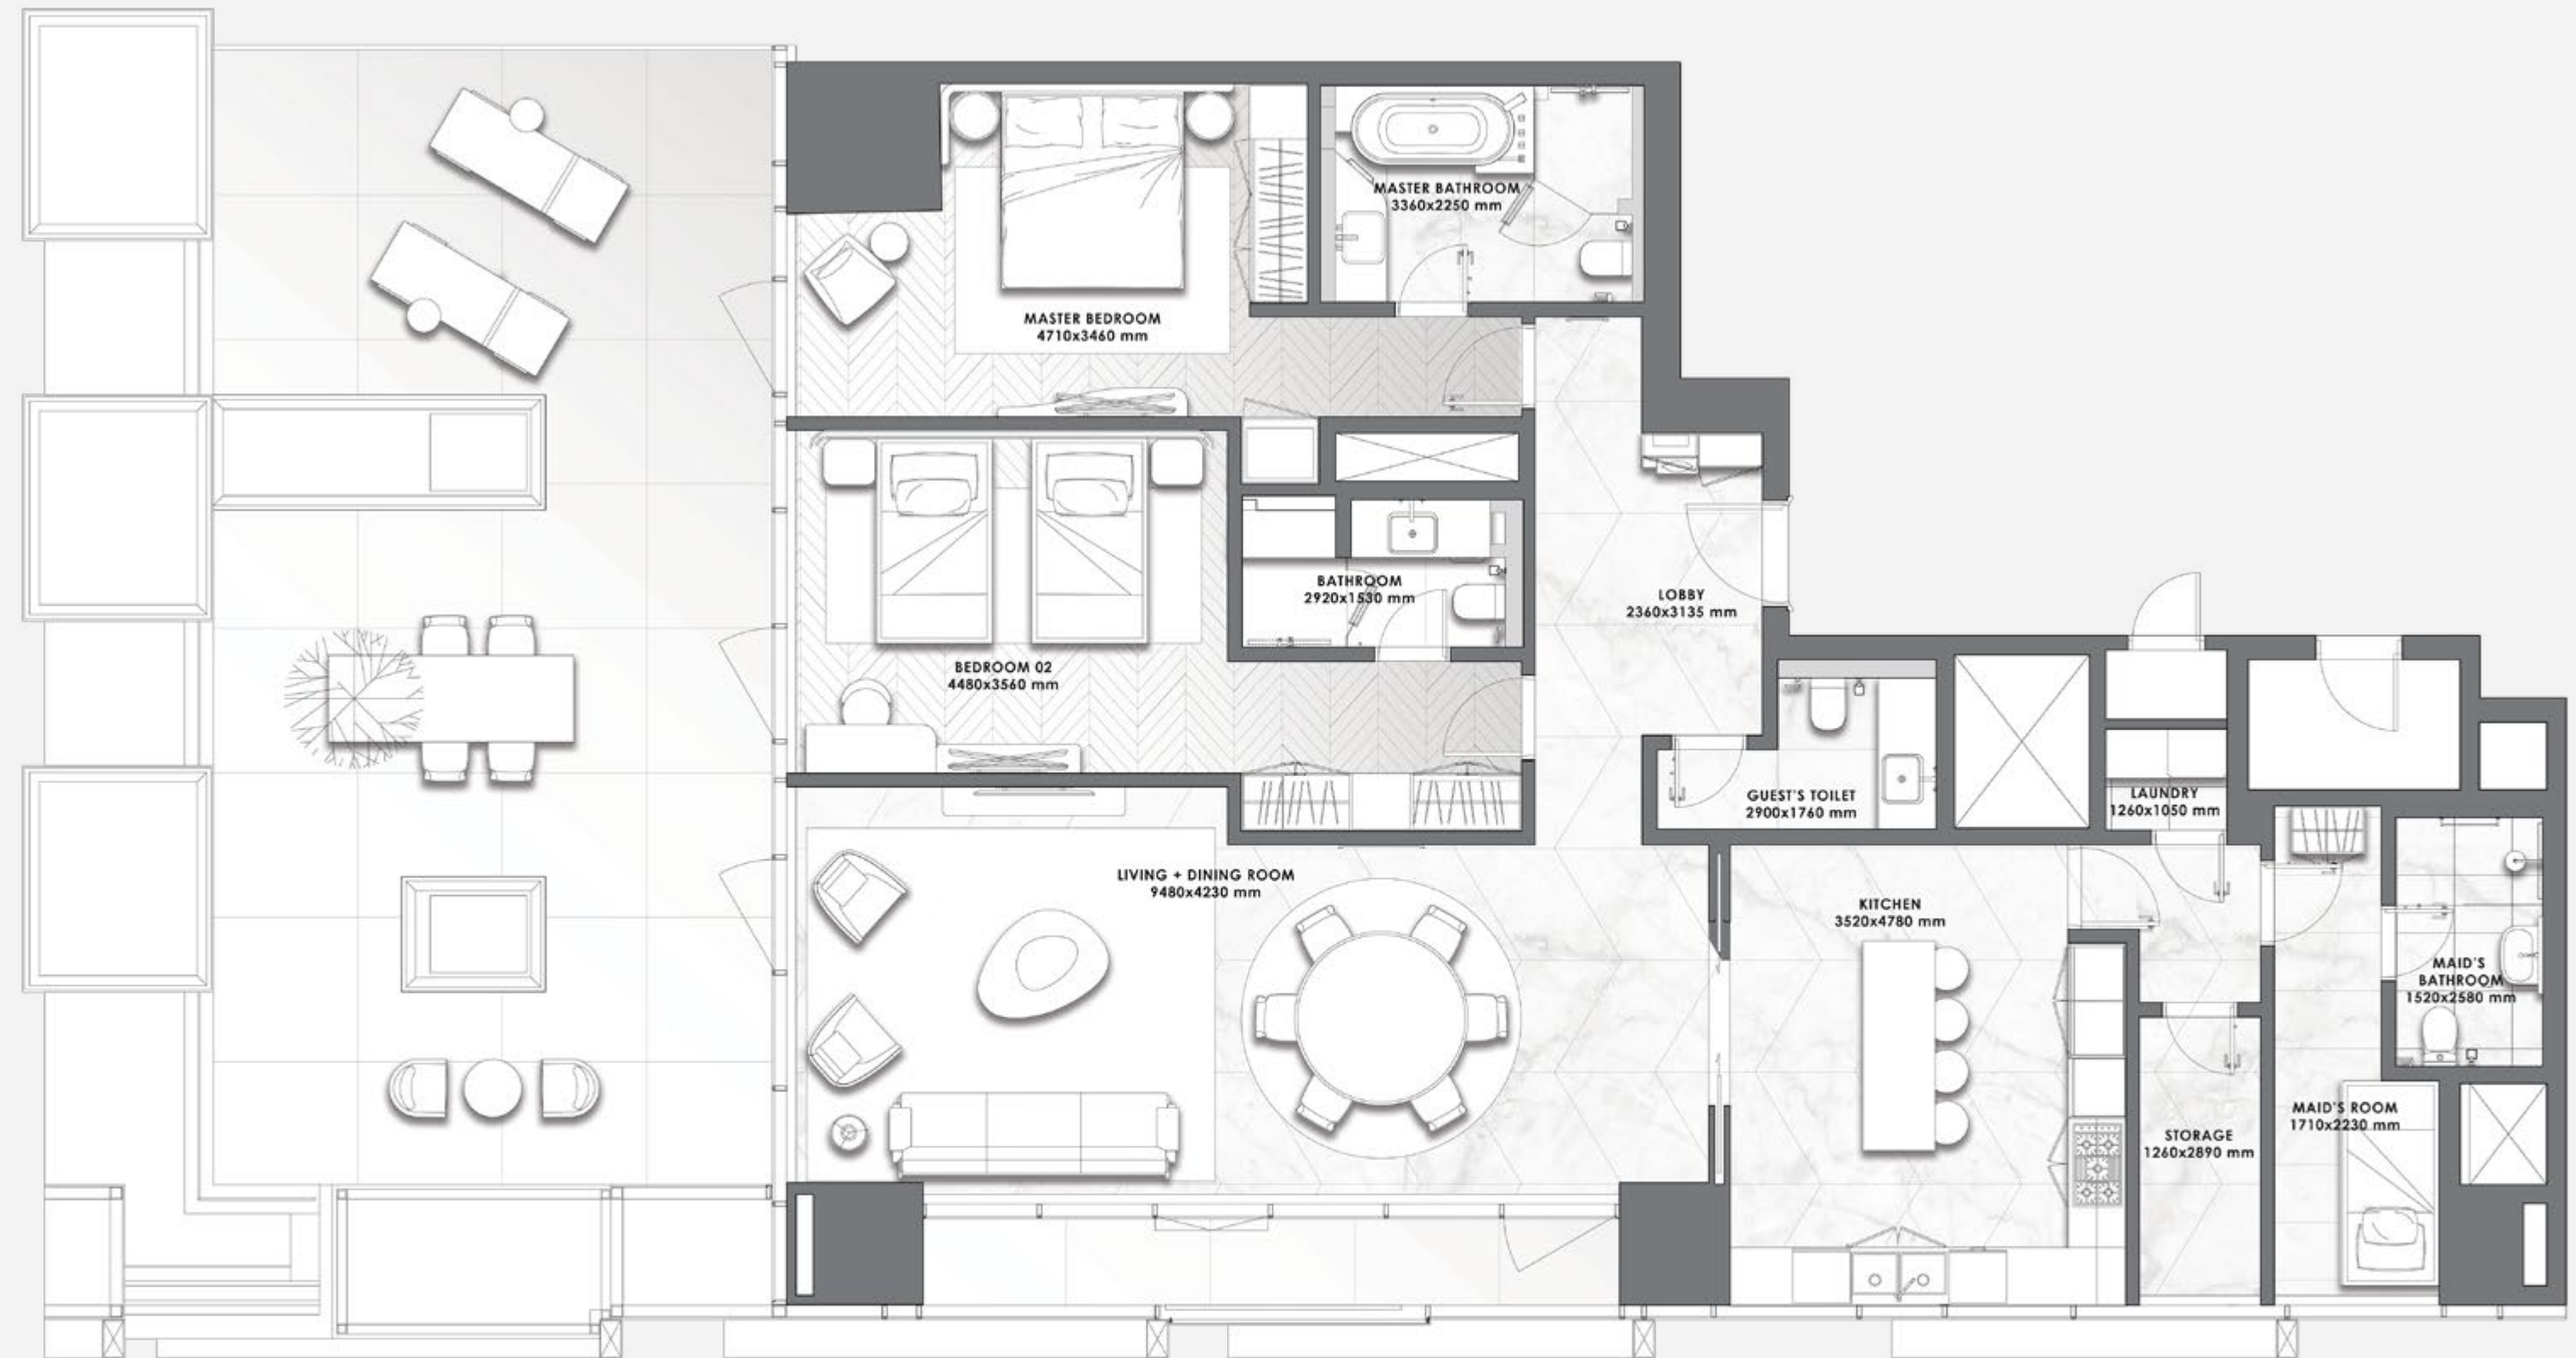 MASTER BATHROOM
3360x2250 mm
MASTER BEDROOM
4710x3460 mm
BATHROOM
2920x1530 mm
LOBBY
2360x3135 mm
BEDROOM 02
4480x3560 mm
GUEST'S TOILET
2900x1760 mm
LAUNDRY
1260x1050 mm
LIVING + DINING ROOM
9480x4230 mm
KITCHEN
3520x4780 mm
MAID'S
BATHROOM
1520x2580 mm
MAID'S ROOM
1710x2230 mm
STORAGE
1260x2890 mm